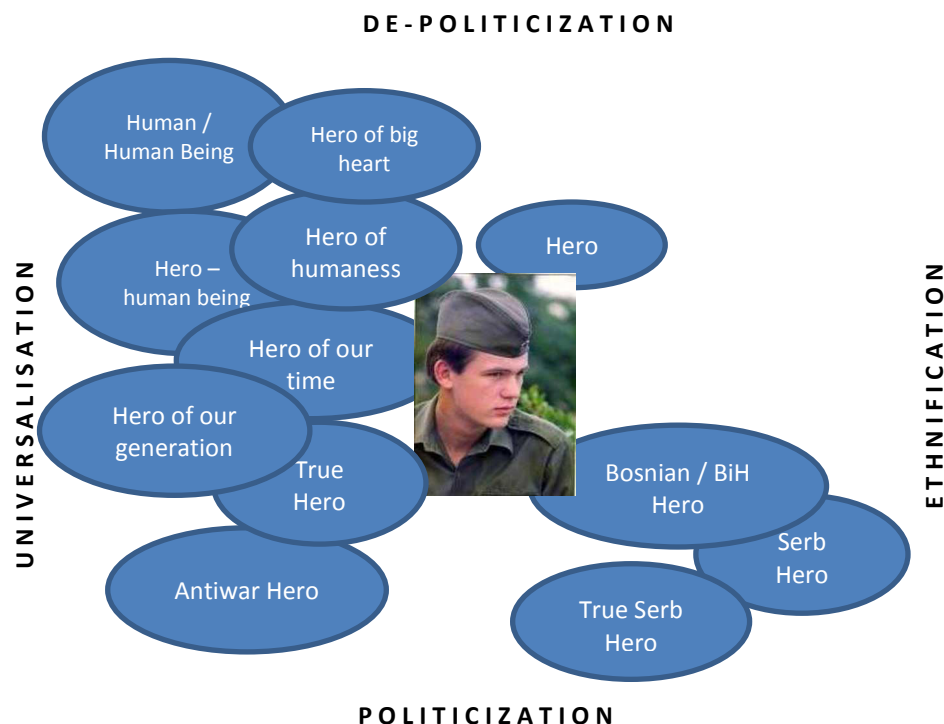 DE-POLITICIZATION
Human /
Human Being
Hero of big
heart
Hero of
humaness
Hero
Hero –
human being
UNIVERSALISATION
ETHNIFICATION
Hero of our
time
Hero of our
generation
True
Hero
Bosnian / BiH
Hero
Serb
Hero
Antiwar Hero
True Serb
Hero
POLITICIZATION